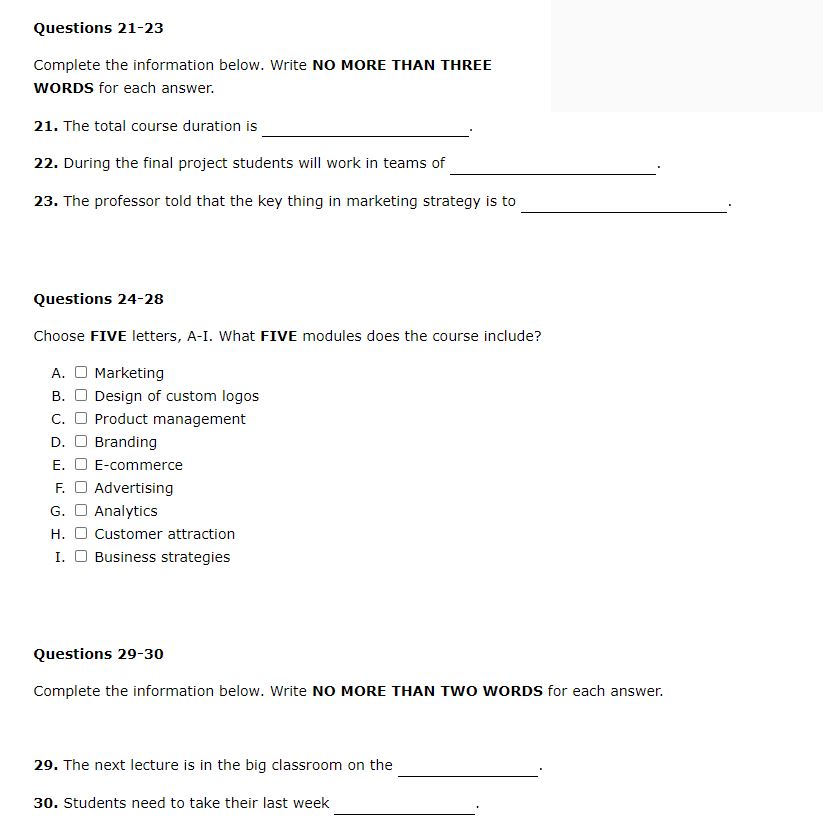 Questions 21-23
Complete the information below. Write NO MORE THAN THREE
WORDS for each answer.
21. The total course duration is ____________________.
22. During the final project students will work in teams of ____________________.
23. The professor told that the key thing in marketing strategy is to ____________________.
Questions 24-28
Choose FIVE letters, A-I. What FIVE modules does the course include?
A. ☐ Marketing
B. ☐ Design of custom logos
C. ☐ Product management
D. ☐ Branding
E. ☐ E-commerce
F. ☐ Advertising
G. ☐ Analytics
H. ☐ Customer attraction
I. ☐ Business strategies
Questions 29-30
Complete the information below. Write NO MORE THAN TWO WORDS for each answer.
29. The next lecture is in the big classroom on the ______________.
30. Students need to take their last week ______________.